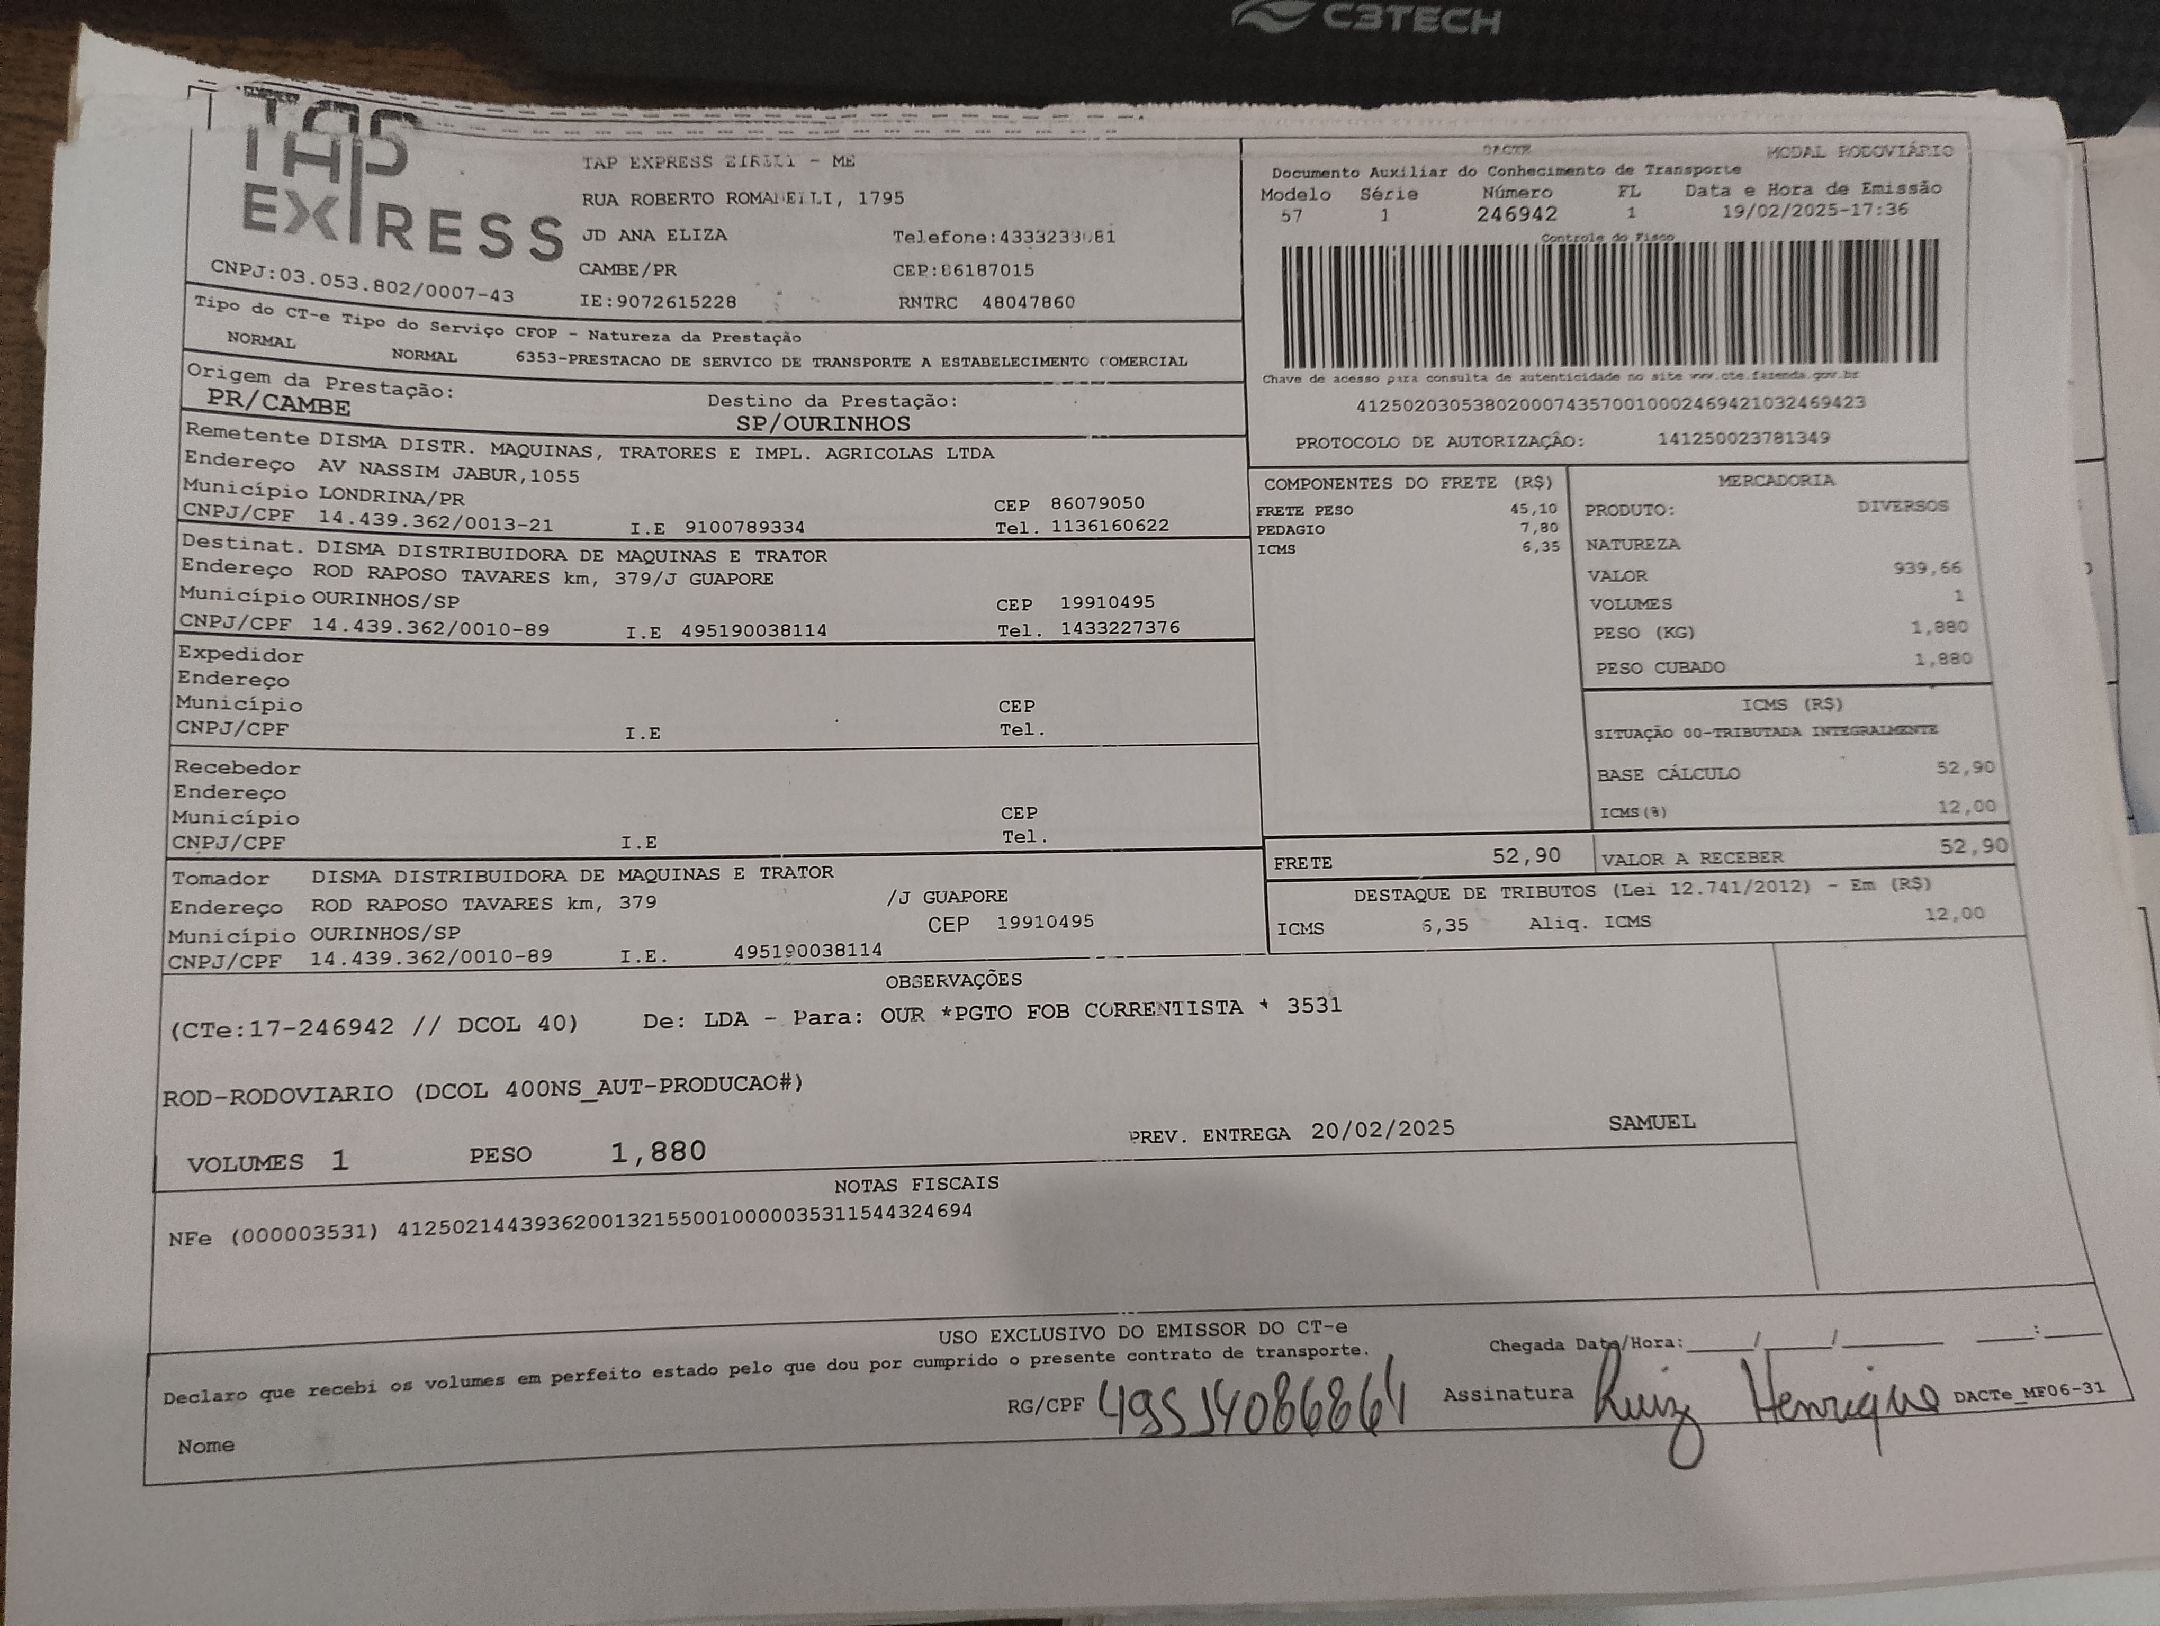 C3TECH
TAP
EXPRESS
CNPJ:03.053.802/0007-43
TAP EXPRESS EIRELI - ME
RUA ROBERTO ROMANELLI, 1795
JD ANA ELIZA Telefone:4333233081
CAMBE/PR CEP:86187015
IE:9072615228 RNTRC 48047860
DACTE MODAL RODOVIÁRIO
Documento Auxiliar do Conhecimento de Transporte
Modelo Série Número FL Data e Hora de Emissão
57 1 246942 1 19/02/2025-17:36
Controle do Fisco
Chave de acesso para consulta de autenticidade no site www.cte.fazenda.gov.br
41250203053802000743570010002469421032469423
PROTOCOLO DE AUTORIZAÇÃO: 141250023781349
Tipo do CT-e Tipo do Serviço CFOP - Natureza da Prestação
NORMAL NORMAL 6353-PRESTACAO DE SERVICO DE TRANSPORTE A ESTABELECIMENTO COMERCIAL
Origem da Prestação: Destino da Prestação:
PR/CAMBE SP/OURINHOS
Remetente DISMA DISTR. MAQUINAS, TRATORES E IMPL. AGRICOLAS LTDA
Endereço AV NASSIM JABUR,1055
Município LONDRINA/PR CEP 86079050
CNPJ/CPF 14.439.362/0013-21 I.E 9100789334 Tel. 1136160622
Destinat. DISMA DISTRIBUIDORA DE MAQUINAS E TRATOR
Endereço ROD RAPOSO TAVARES km, 379/J GUAPORE
Município OURINHOS/SP CEP 19910495
CNPJ/CPF 14.439.362/0010-89 I.E 495190038114 Tel. 1433227376
Expedidor
Endereço
Município CEP
CNPJ/CPF I.E Tel.
Recebedor
Endereço
Município CEP
CNPJ/CPF I.E Tel.
Tomador DISMA DISTRIBUIDORA DE MAQUINAS E TRATOR
Endereço ROD RAPOSO TAVARES km, 379 /J GUAPORE
Município OURINHOS/SP CEP 19910495
CNPJ/CPF 14.439.362/0010-89 I.E. 495190038114
COMPONENTES DO FRETE (R$)
FRETE PESO 45,10
PEDAGIO 7,80
ICMS 6,35
MERCADORIA
PRODUTO: DIVERSOS
NATUREZA
VALOR 939,66
VOLUMES 1
PESO (KG) 1,880
PESO CUBADO 1,880
ICMS (R$)
SITUAÇÃO 00-TRIBUTADA INTEGRALMENTE
BASE CÁLCULO 52,90
ICMS(%) 12,00
FRETE 52,90 VALOR A RECEBER 52,90
DESTAQUE DE TRIBUTOS (Lei 12.741/2012) - Em (R$)
ICMS 6,35 Aliq. ICMS 12,00
OBSERVAÇÕES
(CTe:17-246942 // DCOL 40) De: LDA - Para: OUR *PGTO FOB CORRENTISTA * 3531
ROD-RODOVIARIO (DCOL 400NS_AUT-PRODUCAO#)
VOLUMES 1 PESO 1,880 PREV. ENTREGA 20/02/2025 SAMUEL
NOTAS FISCAIS
NFe (000003531) 41250214439362001321550010000035311544324694
USO EXCLUSIVO DO EMISSOR DO CT-e
Declaro que recebi os volumes em perfeito estado pelo que dou por cumprido o presente contrato de transporte. Chegada Data/Hora:_____/_____/________ ____:____
Nome RG/CPF Assinatura Ruiz Henrique DACTe_MF06-31